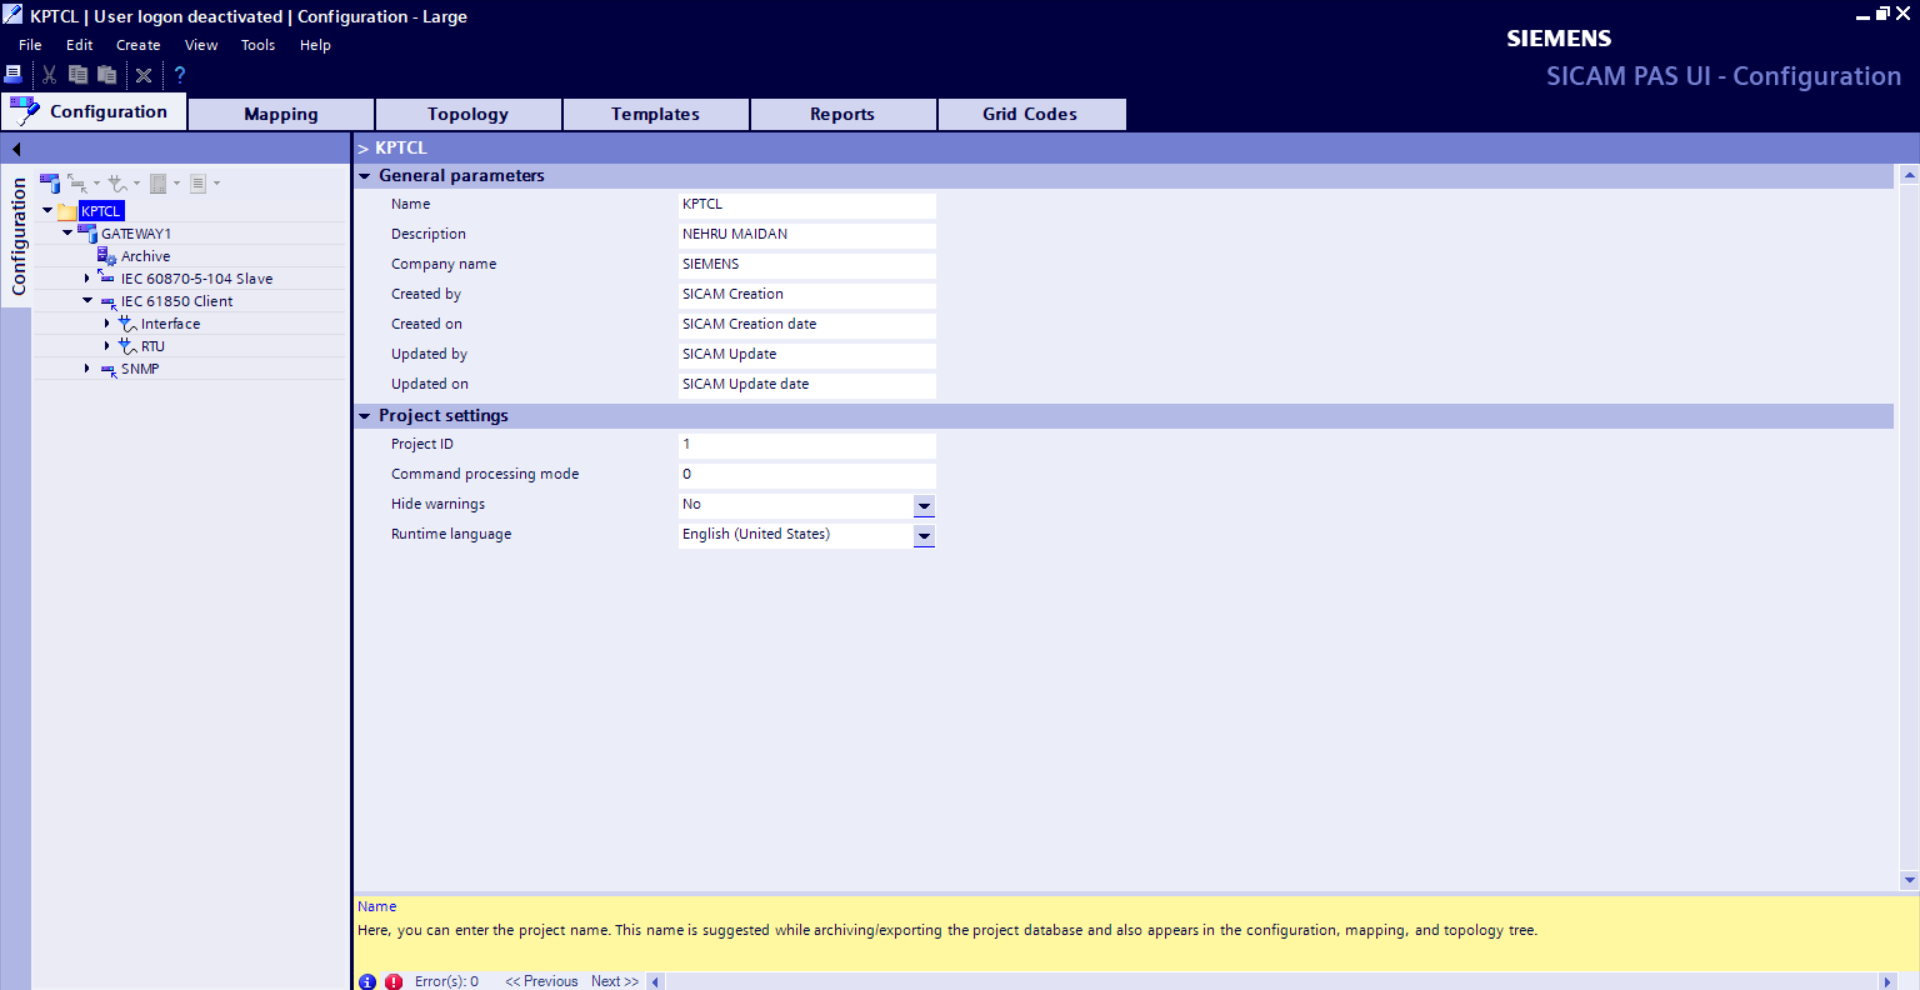 KPTCL | User logon deactivated | Configuration - Large
File Edit Create View Tools Help
SIEMENS
SICAM PAS UI - Configuration
Configuration Mapping Topology Templates Reports Grid Codes
> KPTCL
Configuration
KPTCL
GATEWAY1
Archive
IEC 60870-5-104 Slave
IEC 61850 Client
Interface
RTU
SNMP
General parameters
Name KPTCL
Description NEHRU MAIDAN
Company name SIEMENS
Created by SICAM Creation
Created on SICAM Creation date
Updated by SICAM Update
Updated on SICAM Update date
Project settings
Project ID 1
Command processing mode 0
Hide warnings No
Runtime language English (United States)
Name
Here, you can enter the project name. This name is suggested while archiving/exporting the project database and also appears in the configuration, mapping, and topology tree.
Error(s): 0 << Previous Next >>